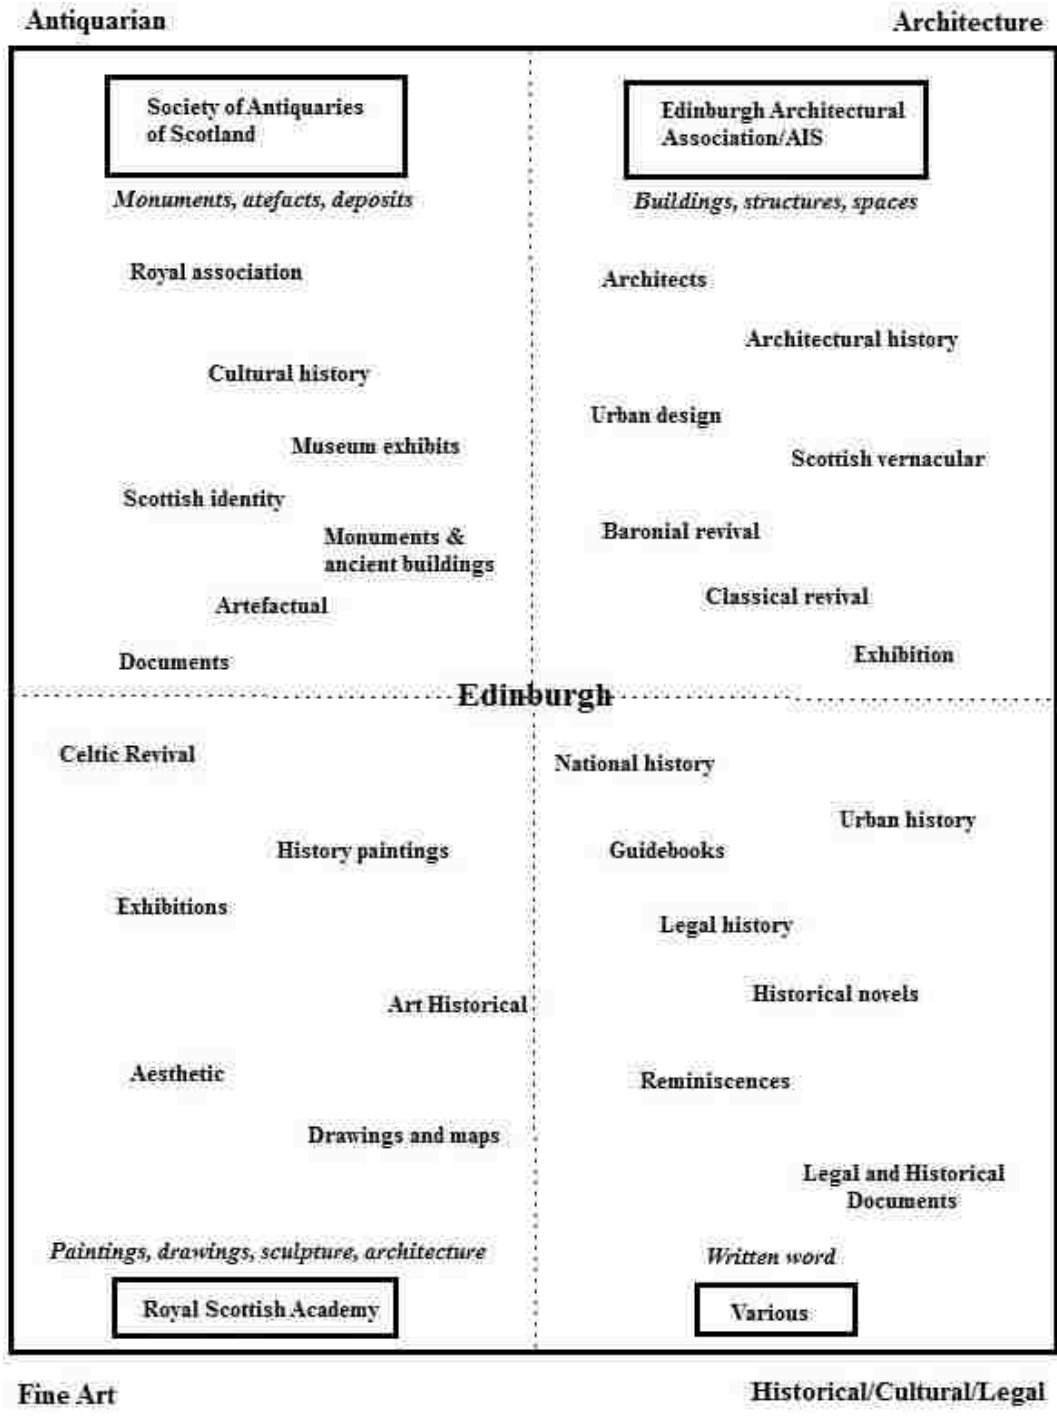 Antiquarian
Architecture
Society of Antiquaries
of Scotland
Monuments, atefacts, deposits
Royal association
Cultural history
Museum exhibits
Scottish identity
Monuments &
ancient buildings
Artefactual
Documents
Edinburgh Architectural
Association/AIS
Buildings, structures, spaces
Architects
Architectural history
Urban design
Scottish vernacular
Baronial revival
Classical revival
Exhibition
Edinburgh
Celtic Revival
History paintings
Exhibitions
Art Historical
Aesthetic
Drawings and maps
Paintings, drawings, sculpture, architecture
Royal Scottish Academy
National history
Urban history
Guidebooks
Legal history
Historical novels
Reminiscences
Legal and Historical
Documents
Written word
Various
Fine Art
Historical/Cultural/Legal